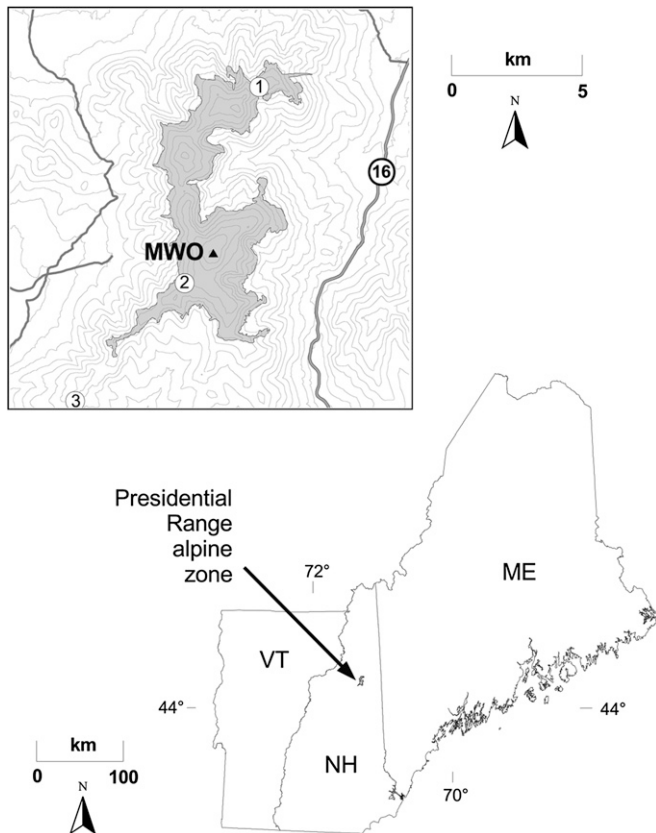 km
0 5
N
1
16
MWO
2
3
Presidential
Range
alpine
zone
72°
ME
VT
44°
44°
km
0 100
N
NH
70°